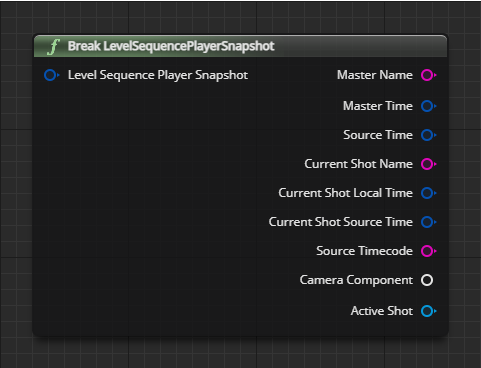 f Break LevelSequencePlayerSnapshot
Level Sequence Player Snapshot
Master Name
Master Time
Source Time
Current Shot Name
Current Shot Local Time
Current Shot Source Time
Source Timecode
Camera Component
Active Shot